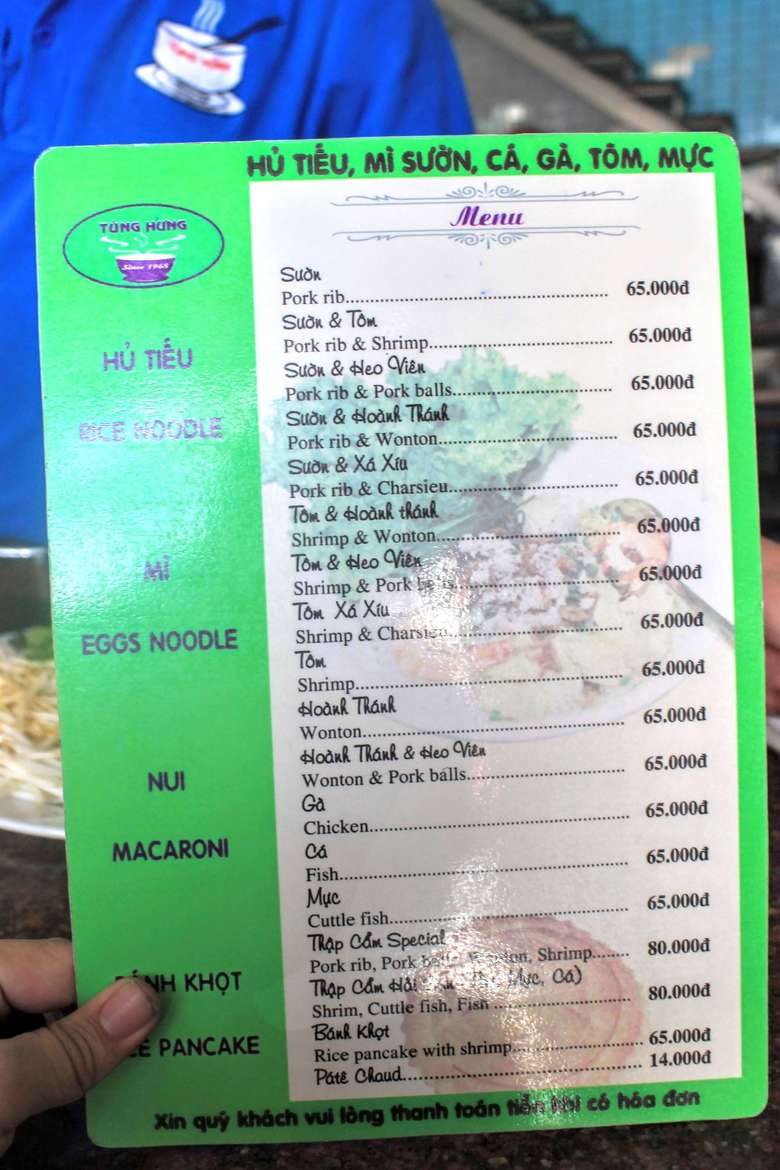 HỦ TIẾU, MÌ SƯỜN, CÁ, GÀ, TÔM, MỰC
TÙNG HƯNG
Since 1968
HỦ TIẾU
RICE NOODLE
MÌ
EGGS NOODLE
NUI
MACARONI
KHỌT
PANCAKE
Menu
Sườn
Pork rib 65.000đ
Sườn & Tôm
Pork rib & Shrimp 65.000đ
Sườn & Heo Viên
Pork rib & Pork balls 65.000đ
Sườn & Hoành Thánh
Pork rib & Wonton 65.000đ
Sườn & Xá Xíu
Pork rib & Charsieu 65.000đ
Tôm & Hoành thánh
Shrimp & Wonton 65.000đ
Tôm & Heo Viên
Shrimp & Pork balls 65.000đ
Tôm Xá Xíu
Shrimp & Charsieu 65.000đ
Tôm
Shrimp 65.000đ
Hoành Thánh
Wonton 65.000đ
Hoành Thánh & Heo Viên
Wonton & Pork balls 65.000đ
Gà
Chicken 65.000đ
Cá
Fish 65.000đ
Mực
Cuttle fish 65.000đ
Thập Cẩm Special
Pork rib, Pork Wonton, Shrimp 80.000đ
Thập Cẩm Hải Mực, Cá)
Shrim, Cuttle fish, Fish 80.000đ
Bánh Khọt
Rice pancake with shrimp 65.000đ
Pátê Chaud 14.000đ
Xin quý khách vui lòng thanh toán tiền khi có hóa đơn